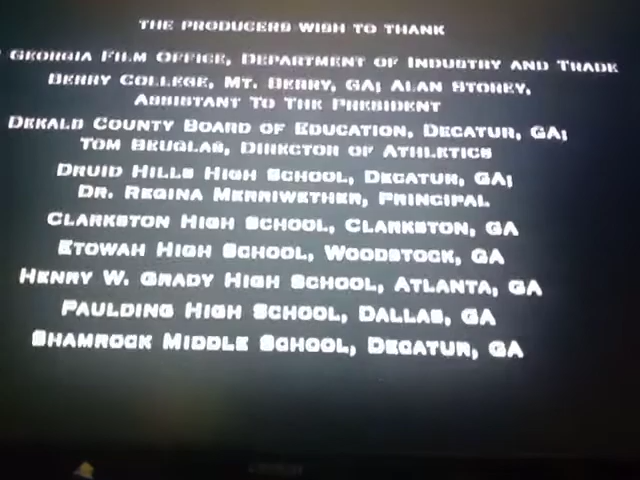 THE PRODUCERS WISH TO THANK
GEORGIA FILM OFFICE, DEPARTMENT OF INDUSTRY AND TRADE
BERRY COLLEGE, MT. BERRY, GA; ALAN STOREY,
ASSISTANT TO THE PRESIDENT
DEKALB COUNTY BOARD OF EDUCATION, DECATUR, GA;
TOM BEUGLAS, DIRECTOR OF ATHLETICS
DRUID HILLS HIGH SCHOOL, DECATUR, GA;
DR. REGINA MERRIWETHER, PRINCIPAL
CLARKSTON HIGH SCHOOL, CLARKSTON, GA
ETOWAH HIGH SCHOOL, WOODSTOCK, GA
HENRY W. GRADY HIGH SCHOOL, ATLANTA, GA
PAULDING HIGH SCHOOL, DALLAS, GA
SHAMROCK MIDDLE SCHOOL, DECATUR, GA